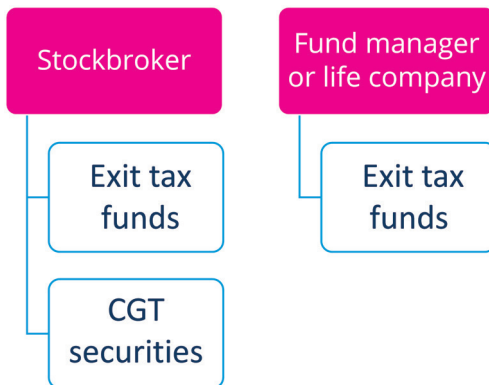 Stockbroker
Exit tax
funds
CGT
securities
Fund manager
or life company
Exit tax
funds